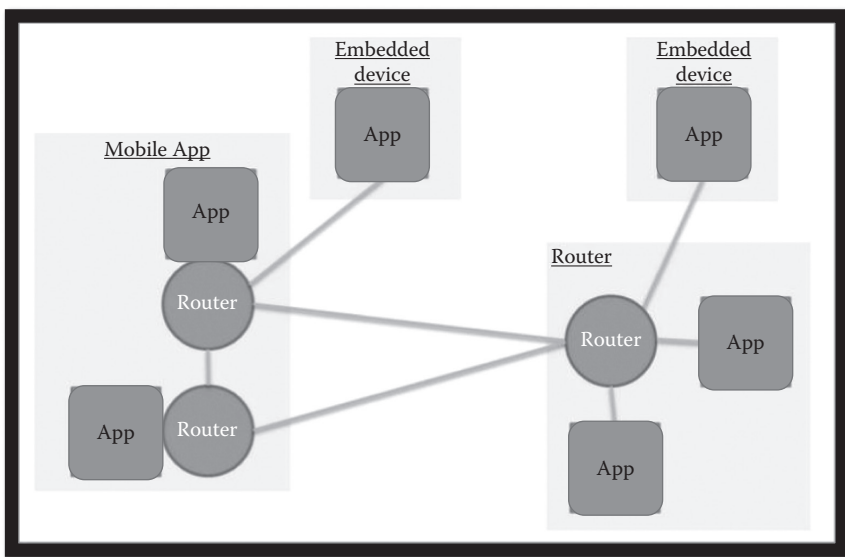 Embedded
device
App
Embedded
device
App
Mobile App
App
Router
App
Router
Router
Router
App
App